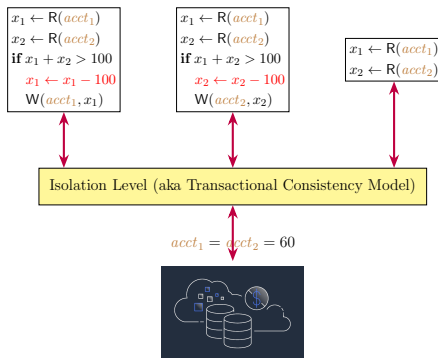 x₁ ← R(acct₁)
x₂ ← R(acct₂)
if x₁ + x₂ > 100
x₁ ← x₁ − 100
W(acct₁, x₁)
x₁ ← R(acct₁)
x₂ ← R(acct₂)
if x₁ + x₂ > 100
x₂ ← x₂ − 100
W(acct₂, x₂)
x₁ ← R(acct₁)
x₂ ← R(acct₂)
Isolation Level (aka Transactional Consistency Model)
acct₁ = acct₂ = 60
$